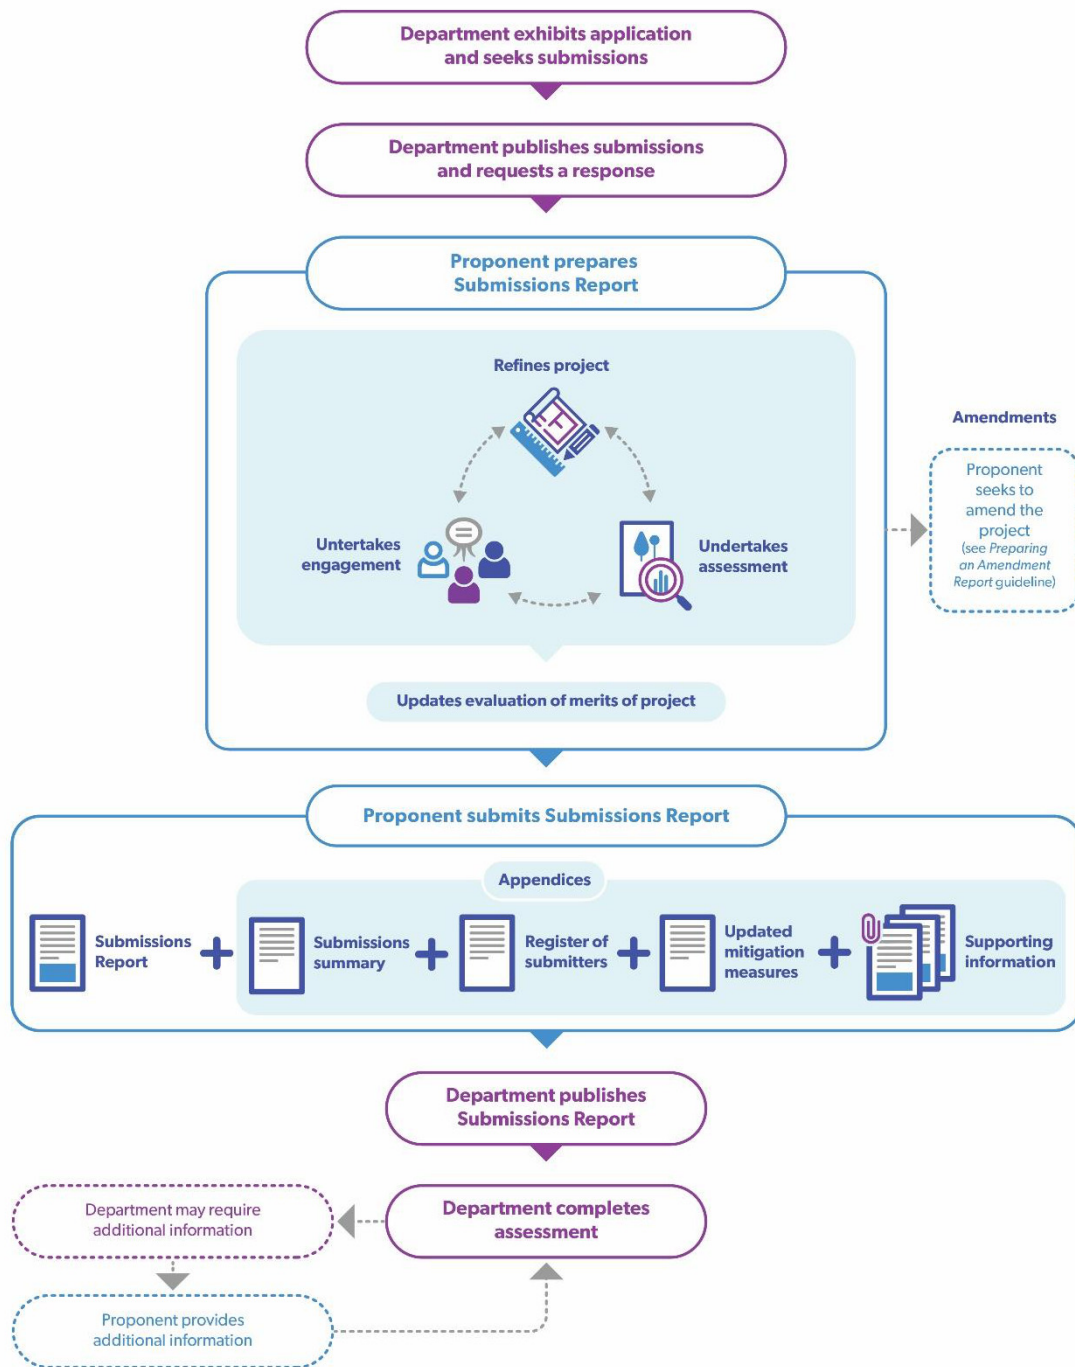 Department exhibits application
and seeks submissions
Department publishes submissions
and requests a response
Proponent prepares
Submissions Report
Refines project
Untertakes
engagement
Undertakes
assessment
Updates evaluation of merits of project
Amendments
Proponent
seeks to
amend the
project
(see Preparing
an Amendment
Report guideline)
Proponent submits Submissions Report
Appendices
Submissions
Report
Submissions
summary
Register of
submitters
Updated
mitigation
measures
Supporting
information
Department publishes
Submissions Report
Department completes
assessment
Department may require
additional information
Proponent provides
additional information